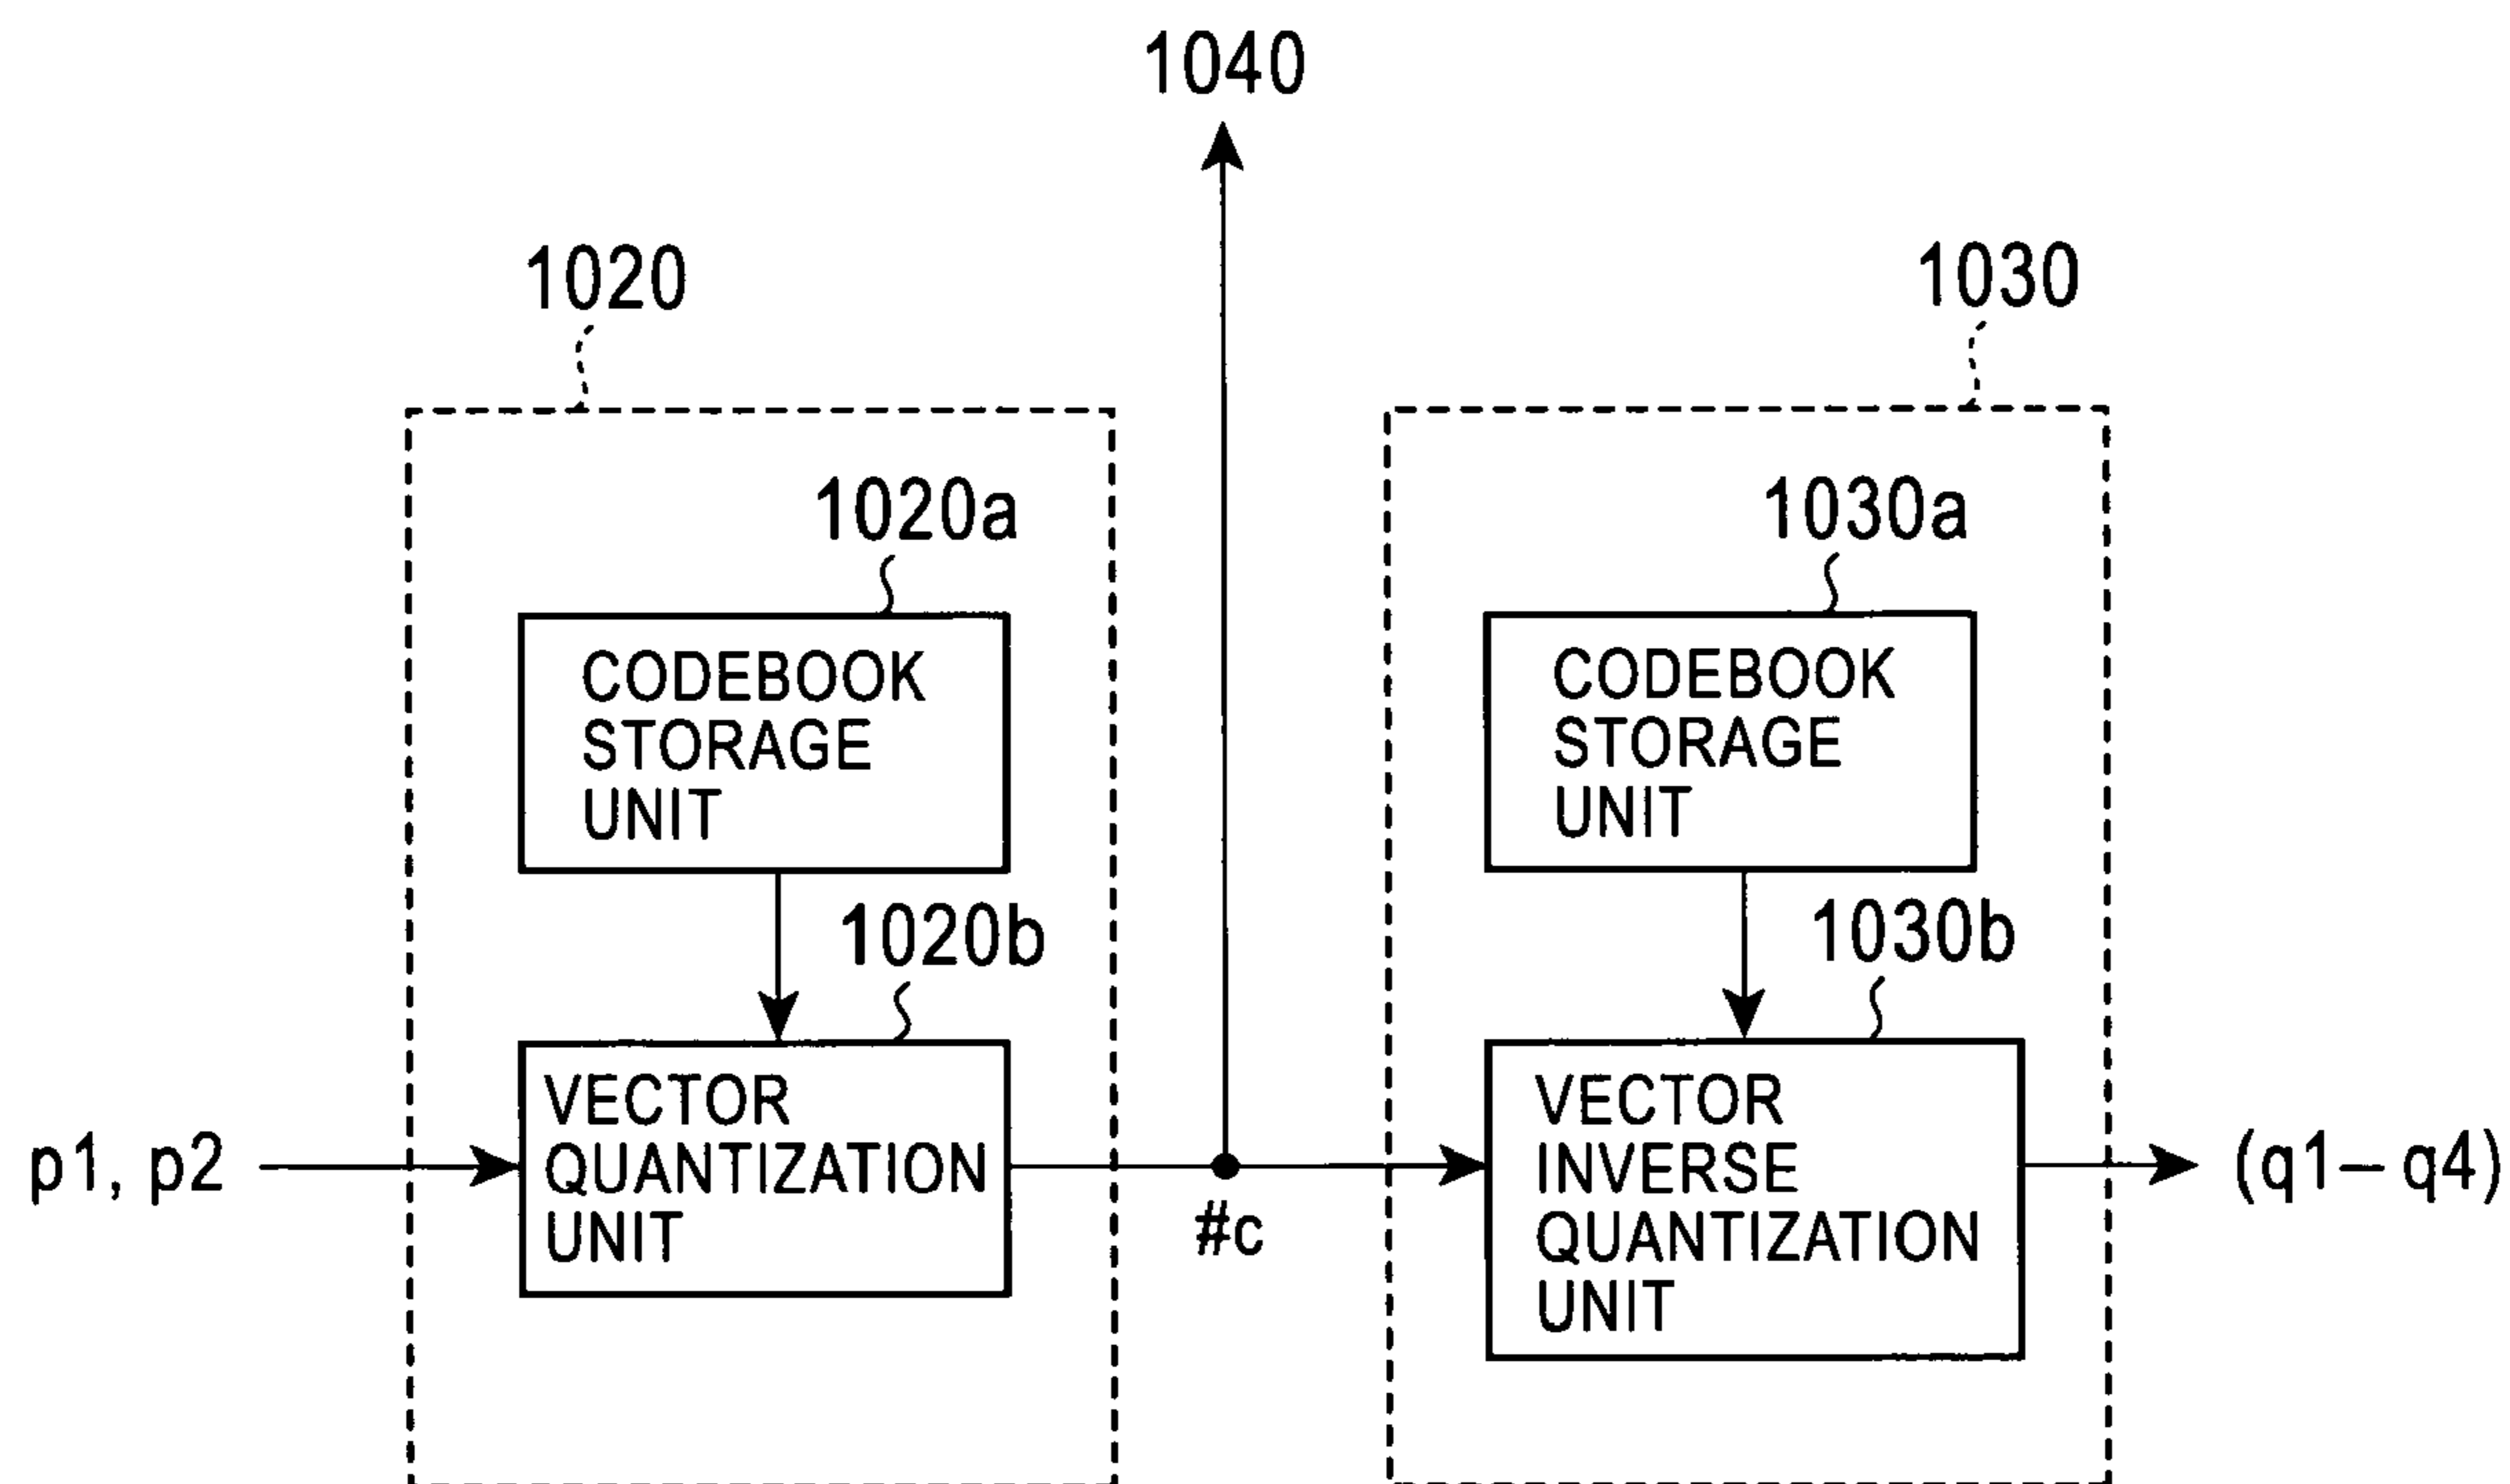 1040
1020
1030
1020a
1030a
CODEBOOK
STORAGE
UNIT
CODEBOOK
STORAGE
UNIT
1020b
1030b
p1, p2
VECTOR
QUANTIZATION
UNIT
#c
VECTOR
INVERSE
QUANTIZATION
UNIT
(q1– q4)